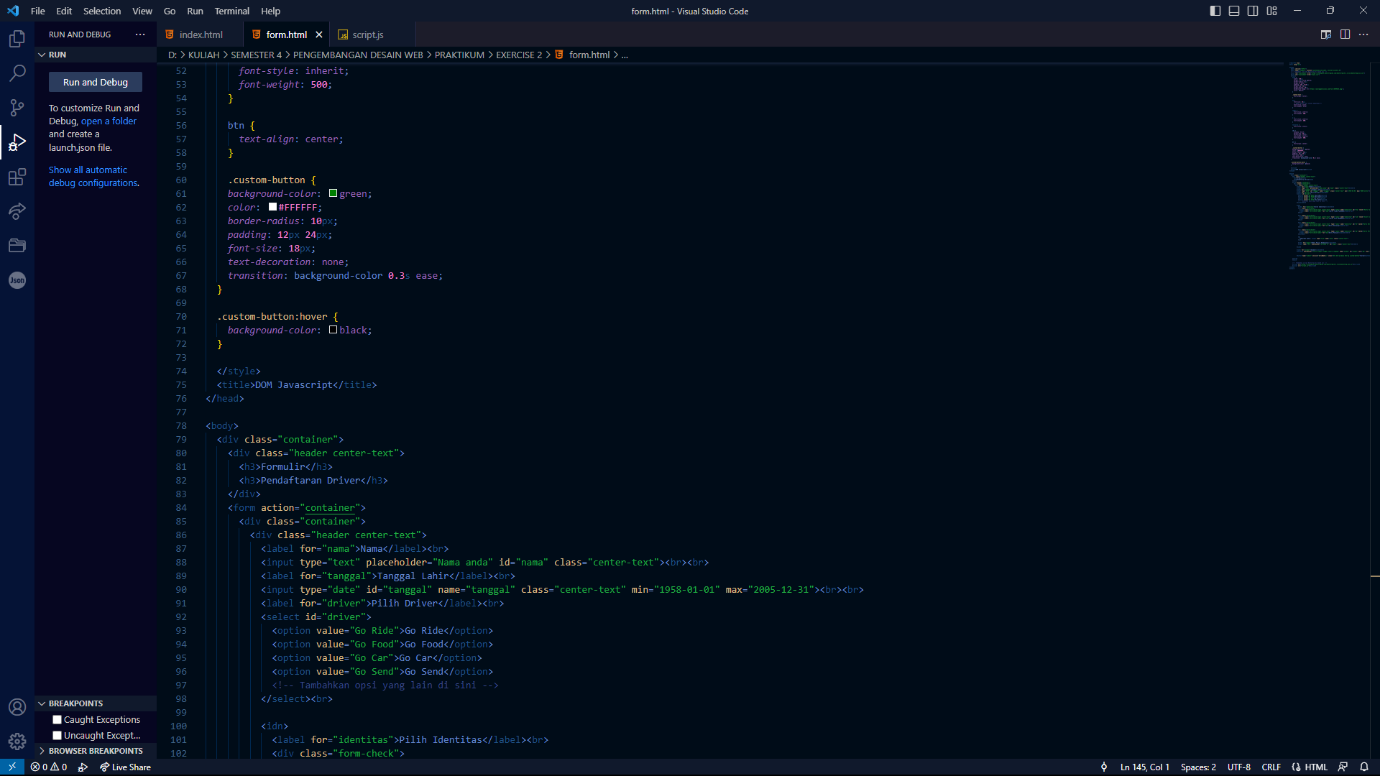 File Edit Selection View Go Run Terminal Help
form.html - Visual Studio Code
RUN AND DEBUG ...
RUN
Run and Debug
To customize Run and
Debug, open a folder
and create a
launch.json file.
Show all automatic
debug configurations.
BREAKPOINTS
Caught Exceptions
Uncaught Except...
BROWSER BREAKPOINTS
Json
index.html
form.html
JS script.js
D: > KULIAH > SEMESTER 4 > PENGEMBANGAN DESAIN WEB > PRAKTIKUM > EXERCISE 2 > form.html > ...
52 font-style: inherit;
53 font-weight: 500;
54 }
55
56 btn {
57 text-align: center;
58 }
59
60 .custom-button {
61 background-color: green;
62 color: #FFFFFF;
63 border-radius: 10px;
64 padding: 12px 24px;
65 font-size: 18px;
66 text-decoration: none;
67 transition: background-color 0.3s ease;
68 }
69
70 .custom-button:hover {
71 background-color: black;
72 }
73
74 </style>
75 <title>DOM Javascript</title>
76 </head>
77
78 <body>
79 <div class="container">
80 <div class="header center-text">
81 <h3>Formulir</h3>
82 <h3>Pendaftaran Driver</h3>
83 </div>
84 <form action="container">
85 <div class="container">
86 <div class="header center-text">
87 <label for="nama">Nama</label><br>
88 <input type="text" placeholder="Nama anda" id="nama" class="center-text"><br><br>
89 <label for="tanggal">Tanggal Lahir</label><br>
90 <input type="date" id="tanggal" name="tanggal" class="center-text" min="1958-01-01" max="2005-12-31"><br><br>
91 <label for="driver">Pilih Driver</label><br>
92 <select id="driver">
93 <option value="Go Ride">Go Ride</option>
94 <option value="Go Food">Go Food</option>
95 <option value="Go Car">Go Car</option>
96 <option value="Go Send">Go Send</option>
97 <!-- Tambahkan opsi yang lain di sini -->
98 </select><br>
99
100 <idn>
101 <label for="identitas">Pilih Identitas</label><br>
102 <div class="form-check">
0 0 Live Share
Ln 145, Col 1 Spaces: 2 UTF-8 CRLF HTML